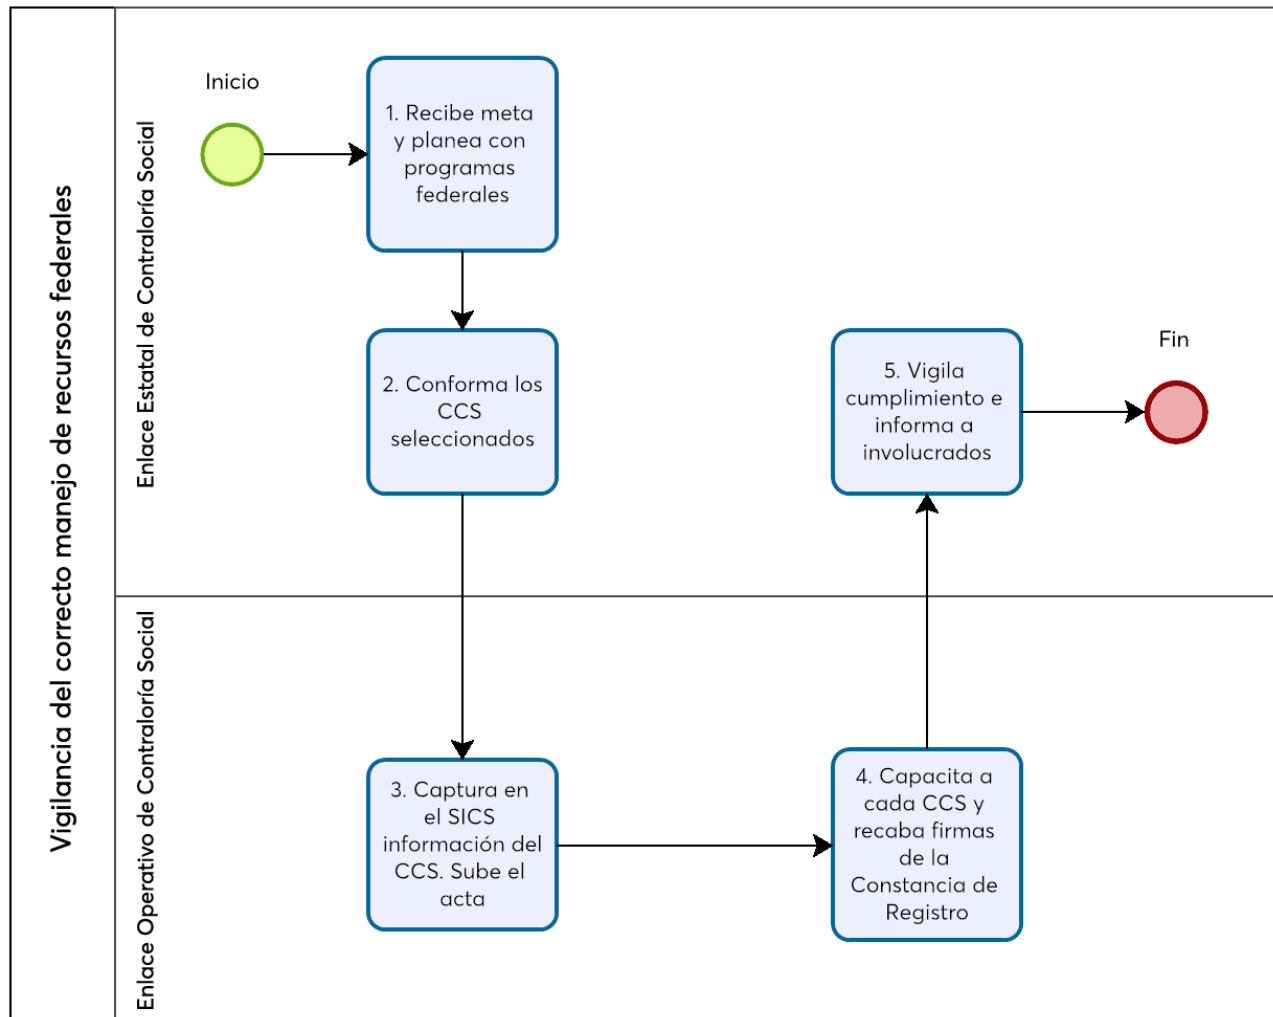 Vigilancia del correcto manejo de recursos federales
Enlace Estatal de Contraloría Social
Inicio
1. Recibe meta
y planea con
programas
federales
2. Conforma los
CCS
seleccionados
5. Vigila
cumplimiento e
informa a
involucrados
Fin
Enlace Operativo de Contraloría Social
3. Captura en
el SICS
información del
CCS. Sube el
acta
4. Capacita a
cada CCS y
recaba firmas
de la
Constancia de
Registro